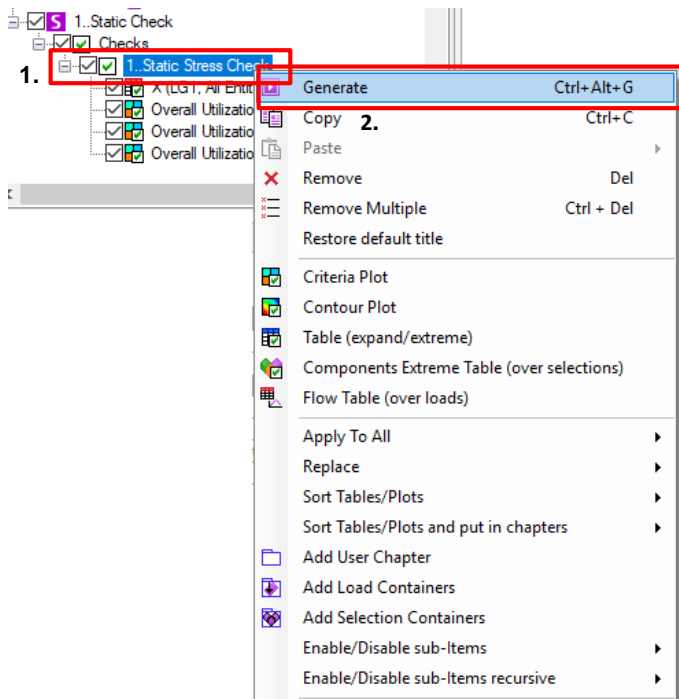 1..Static Check
Checks
1. 1..Static Stress Check
X (LG1, All Entit
Overall Utilizatio
Overall Utilizatio
Overall Utilizatio
Generate Ctrl+Alt+G
Copy 2. Ctrl+C
Paste
Remove Del
Remove Multiple Ctrl + Del
Restore default title
Criteria Plot
Contour Plot
Table (expand/extreme)
Components Extreme Table (over selections)
Flow Table (over loads)
Apply To All
Replace
Sort Tables/Plots
Sort Tables/Plots and put in chapters
Add User Chapter
Add Load Containers
Add Selection Containers
Enable/Disable sub-Items
Enable/Disable sub-Items recursive